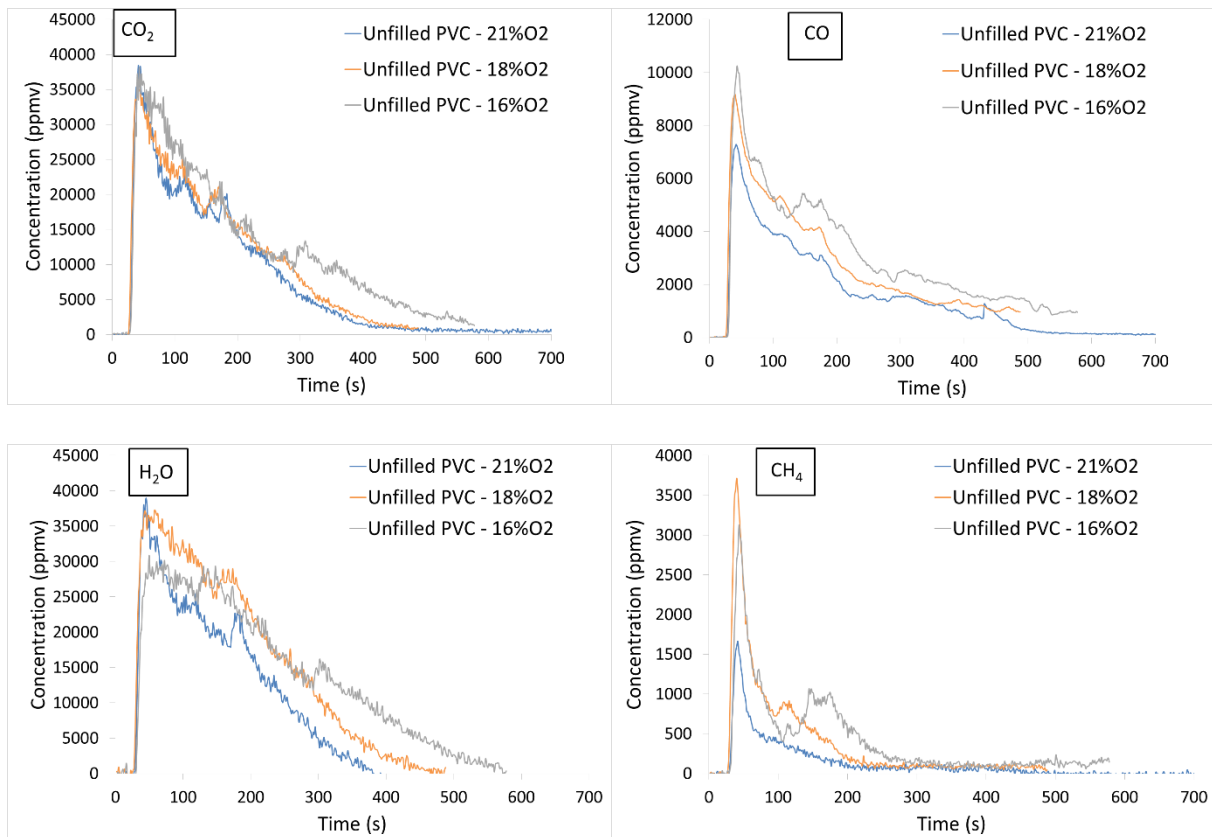 CO2
Unfilled PVC - 21%O2
Unfilled PVC - 18%O2
Unfilled PVC - 16%O2
Concentration (ppmv)
45000
40000
35000
30000
25000
20000
15000
10000
5000
0
0 100 200 300 400 500 600 700
Time (s)
CO
Unfilled PVC - 21%O2
Unfilled PVC - 18%O2
Unfilled PVC - 16%O2
Concentration (ppmv)
12000
10000
8000
6000
4000
2000
0
0 100 200 300 400 500 600 700
Time (s)
H2O
Unfilled PVC - 21%O2
Unfilled PVC - 18%O2
Unfilled PVC - 16%O2
Concentration (ppmv)
45000
40000
35000
30000
25000
20000
15000
10000
5000
0
0 100 200 300 400 500 600
Time (s)
CH4
Unfilled PVC - 21%O2
Unfilled PVC - 18%O2
Unfilled PVC - 16%O2
Concentration (ppmv)
4000
3500
3000
2500
2000
1500
1000
500
0
0 100 200 300 400 500 600 700
Time (s)